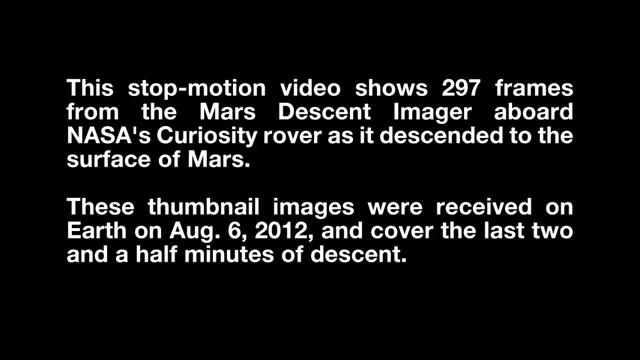 This stop-motion video shows 297 frames
from the Mars Descent Imager aboard
NASA's Curiosity rover as it descended to the
surface of Mars.
These thumbnail images were received on
Earth on Aug. 6, 2012, and cover the last two
and a half minutes of descent.